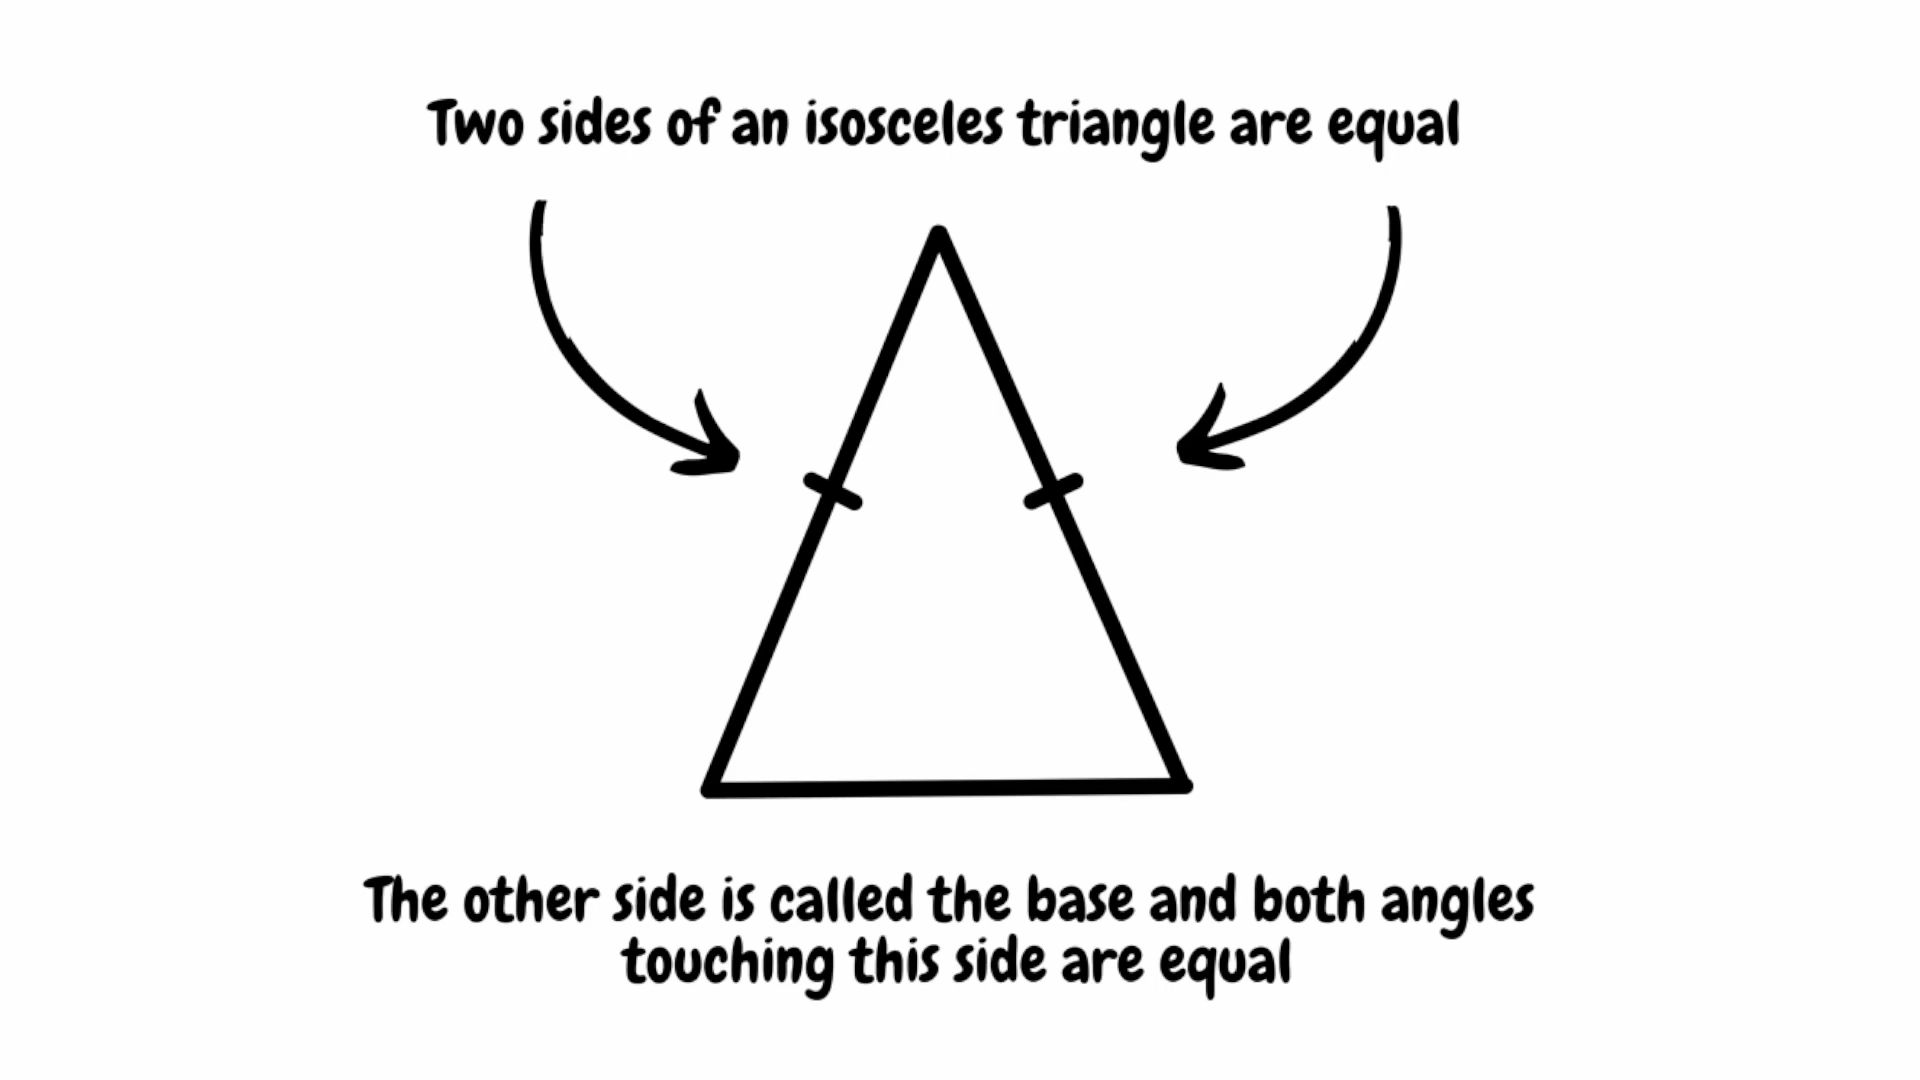 Two sides of an isosceles triangle are equal
The other side is called the base and both angles
touching this side are equal